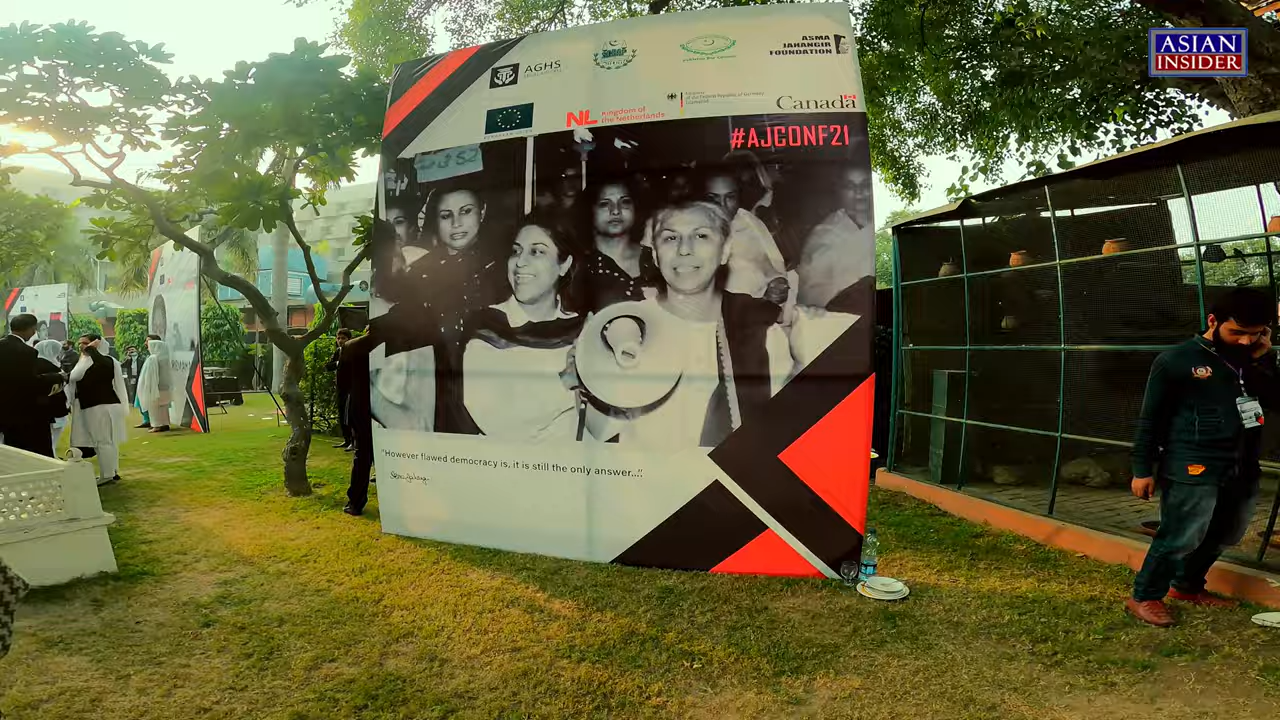 ASIAN
INSIDER
AGHS
ASMA
JAHANGIR
FOUNDATION
NL Kingdom of
the Netherlands
Canada
#AJCONF21
"However flawed democracy is, it is still the only answer..."